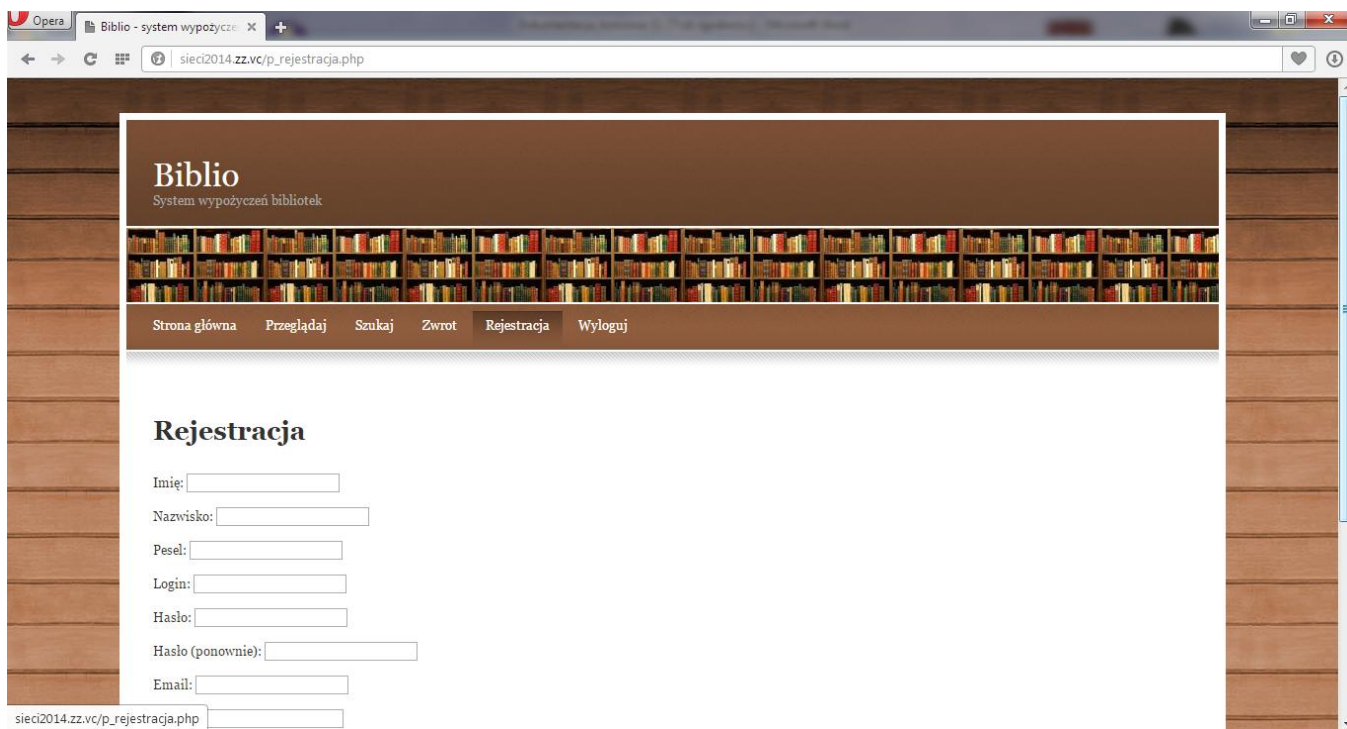 Opera
Biblio - system wypożycze
sieci2014.zz.vc/p_rejestracja.php
Biblio
System wypożyczeń bibliotek
Strona główna Przeglądaj Szukaj Zwrot Rejestracja Wyloguj
Rejestracja
Imię:
Nazwisko:
Pesel:
Login:
Hasło:
Hasło (ponownie):
Email:
sieci2014.zz.vc/p_rejestracja.php